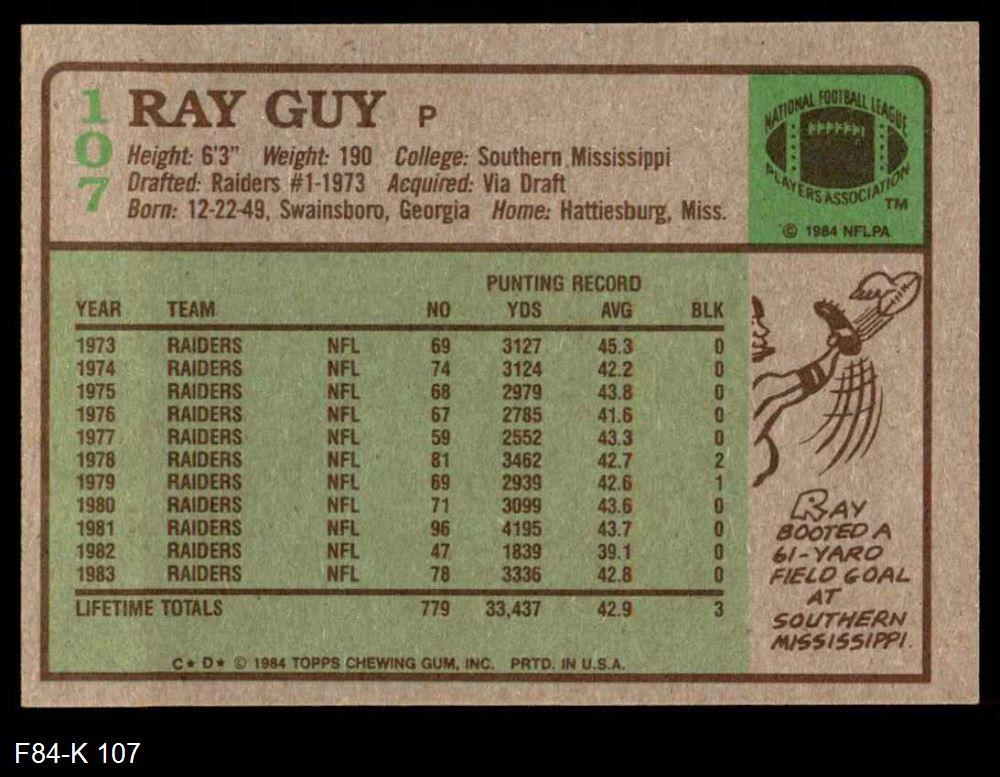 107
RAY GUY P
Height: 6'3" Weight: 190 College: Southern Mississippi
Drafted: Raiders #1-1973 Acquired: Via Draft
Born: 12-22-49, Swainsboro, Georgia Home: Hattiesburg, Miss.
NATIONAL FOOTBALL LEAGUE
PLAYERS ASSOCIATION
TM
© 1984 NFLPA
PUNTING RECORD
YEAR TEAM NO YDS AVG BLK
1973 RAIDERS NFL 69 3127 45.3 0
1974 RAIDERS NFL 74 3124 42.2 0
1975 RAIDERS NFL 68 2979 43.8 0
1976 RAIDERS NFL 67 2785 41.6 0
1977 RAIDERS NFL 59 2552 43.3 0
1978 RAIDERS NFL 81 3462 42.7 2
1979 RAIDERS NFL 69 2939 42.6 1
1980 RAIDERS NFL 71 3099 43.6 0
1981 RAIDERS NFL 96 4195 43.7 0
1982 RAIDERS NFL 47 1839 39.1 0
1983 RAIDERS NFL 78 3336 42.8 0
LIFETIME TOTALS 779 33,437 42.9 3
C* D* © 1984 TOPPS CHEWING GUM, INC. PRTD. IN U.S.A.
RAY
BOOTED A
61-YARD
FIELD GOAL
AT
SOUTHERN
MISSISSIPPI.
F84-K 107